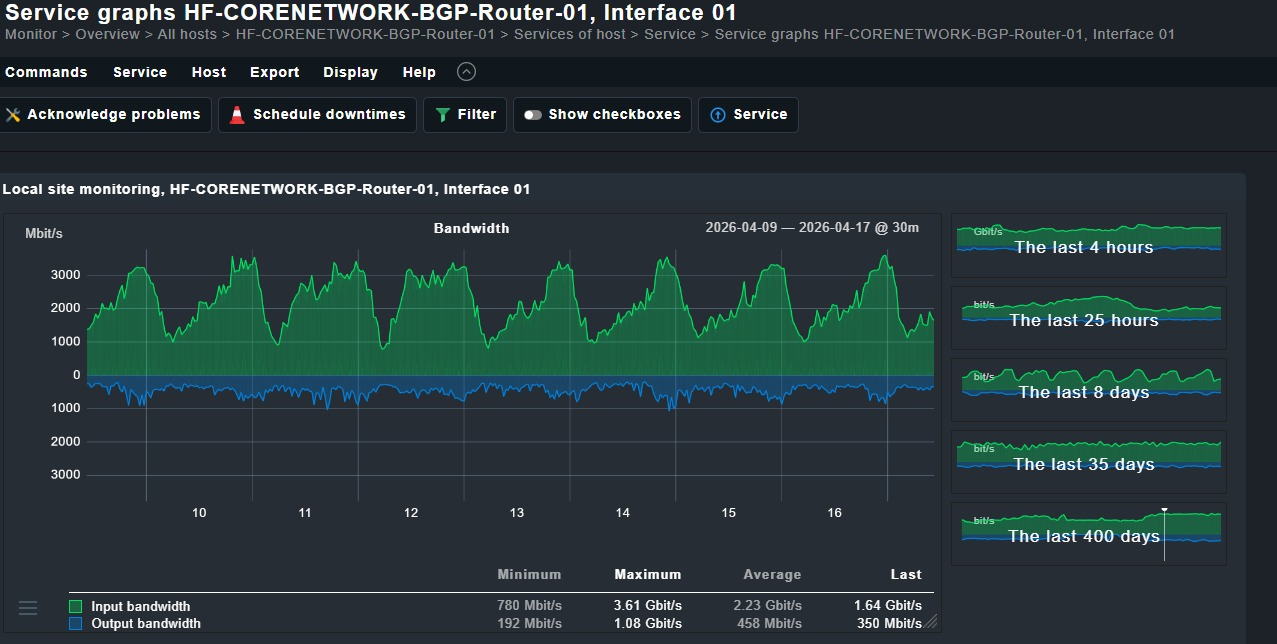 Service graphs HF-CORENETWORK-BGP-Router-01, Interface 01
Monitor > Overview > All hosts > HF-CORENETWORK-BGP-Router-01 > Services of host > Service > Service graphs HF-CORENETWORK-BGP-Router-01, Interface 01
Commands Service Host Export Display Help
Acknowledge problems Schedule downtimes Filter Show checkboxes Service
Local site monitoring, HF-CORENETWORK-BGP-Router-01, Interface 01
Mbit/s Bandwidth 2026-04-09 — 2026-04-17 @ 30m
3000
2000
1000
0
1000
2000
3000
10 11 12 13 14 15 16
Minimum Maximum Average Last
Input bandwidth 780 Mbit/s 3.61 Gbit/s 2.23 Gbit/s 1.64 Gbit/s
Output bandwidth 192 Mbit/s 1.08 Gbit/s 458 Mbit/s 350 Mbit/s
Gbit/s
The last 4 hours
bit/s
The last 25 hours
bit/s
The last 8 days
bit/s
The last 35 days
bit/s
The last 400 days